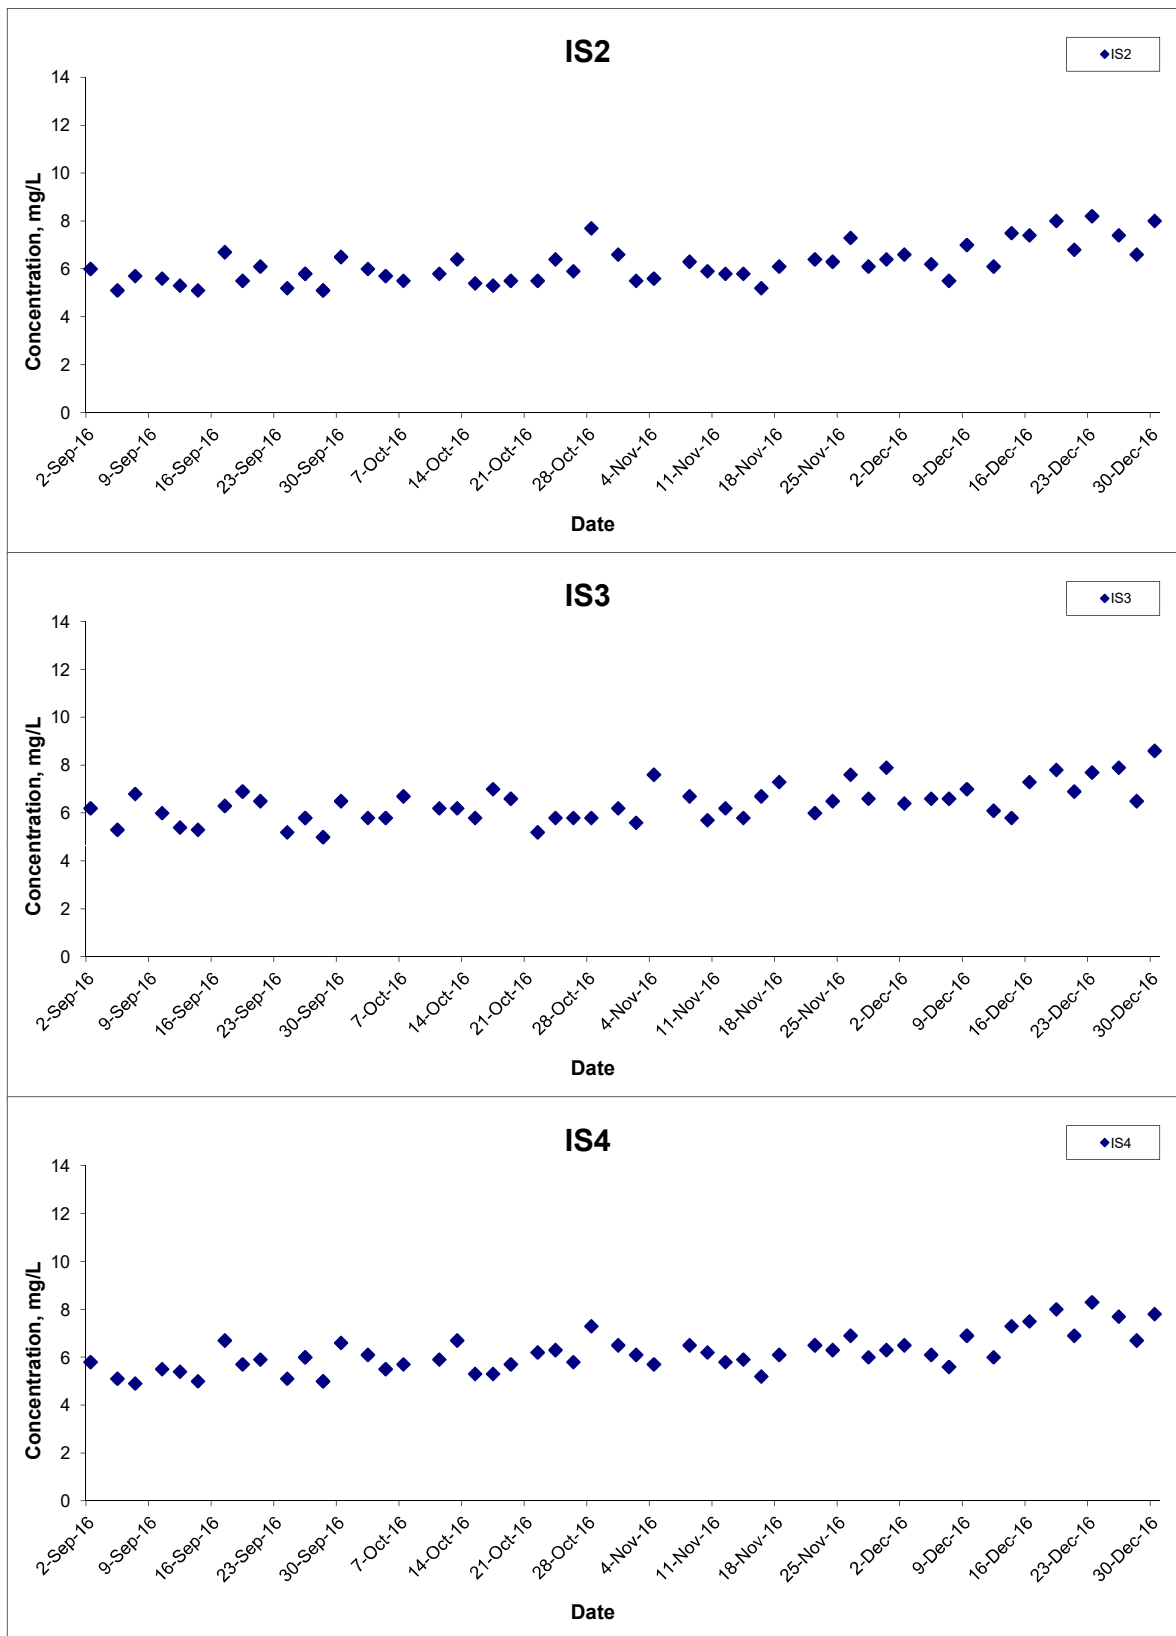 IS2
IS2
14
12
10
8
6
4
2
0
Concentration, mg/L
2-Sep-16
9-Sep-16
16-Sep-16
23-Sep-16
30-Sep-16
7-Oct-16
14-Oct-16
21-Oct-16
28-Oct-16
4-Nov-16
11-Nov-16
18-Nov-16
25-Nov-16
2-Dec-16
9-Dec-16
16-Dec-16
23-Dec-16
30-Dec-16
Date
IS3
IS3
14
12
10
8
6
4
2
0
Concentration, mg/L
2-Sep-16
9-Sep-16
16-Sep-16
23-Sep-16
30-Sep-16
7-Oct-16
14-Oct-16
21-Oct-16
28-Oct-16
4-Nov-16
11-Nov-16
18-Nov-16
25-Nov-16
2-Dec-16
9-Dec-16
16-Dec-16
23-Dec-16
30-Dec-16
Date
IS4
IS4
14
12
10
8
6
4
2
0
Concentration, mg/L
2-Sep-16
9-Sep-16
16-Sep-16
23-Sep-16
30-Sep-16
7-Oct-16
14-Oct-16
21-Oct-16
28-Oct-16
4-Nov-16
11-Nov-16
18-Nov-16
25-Nov-16
2-Dec-16
9-Dec-16
16-Dec-16
23-Dec-16
30-Dec-16
Date